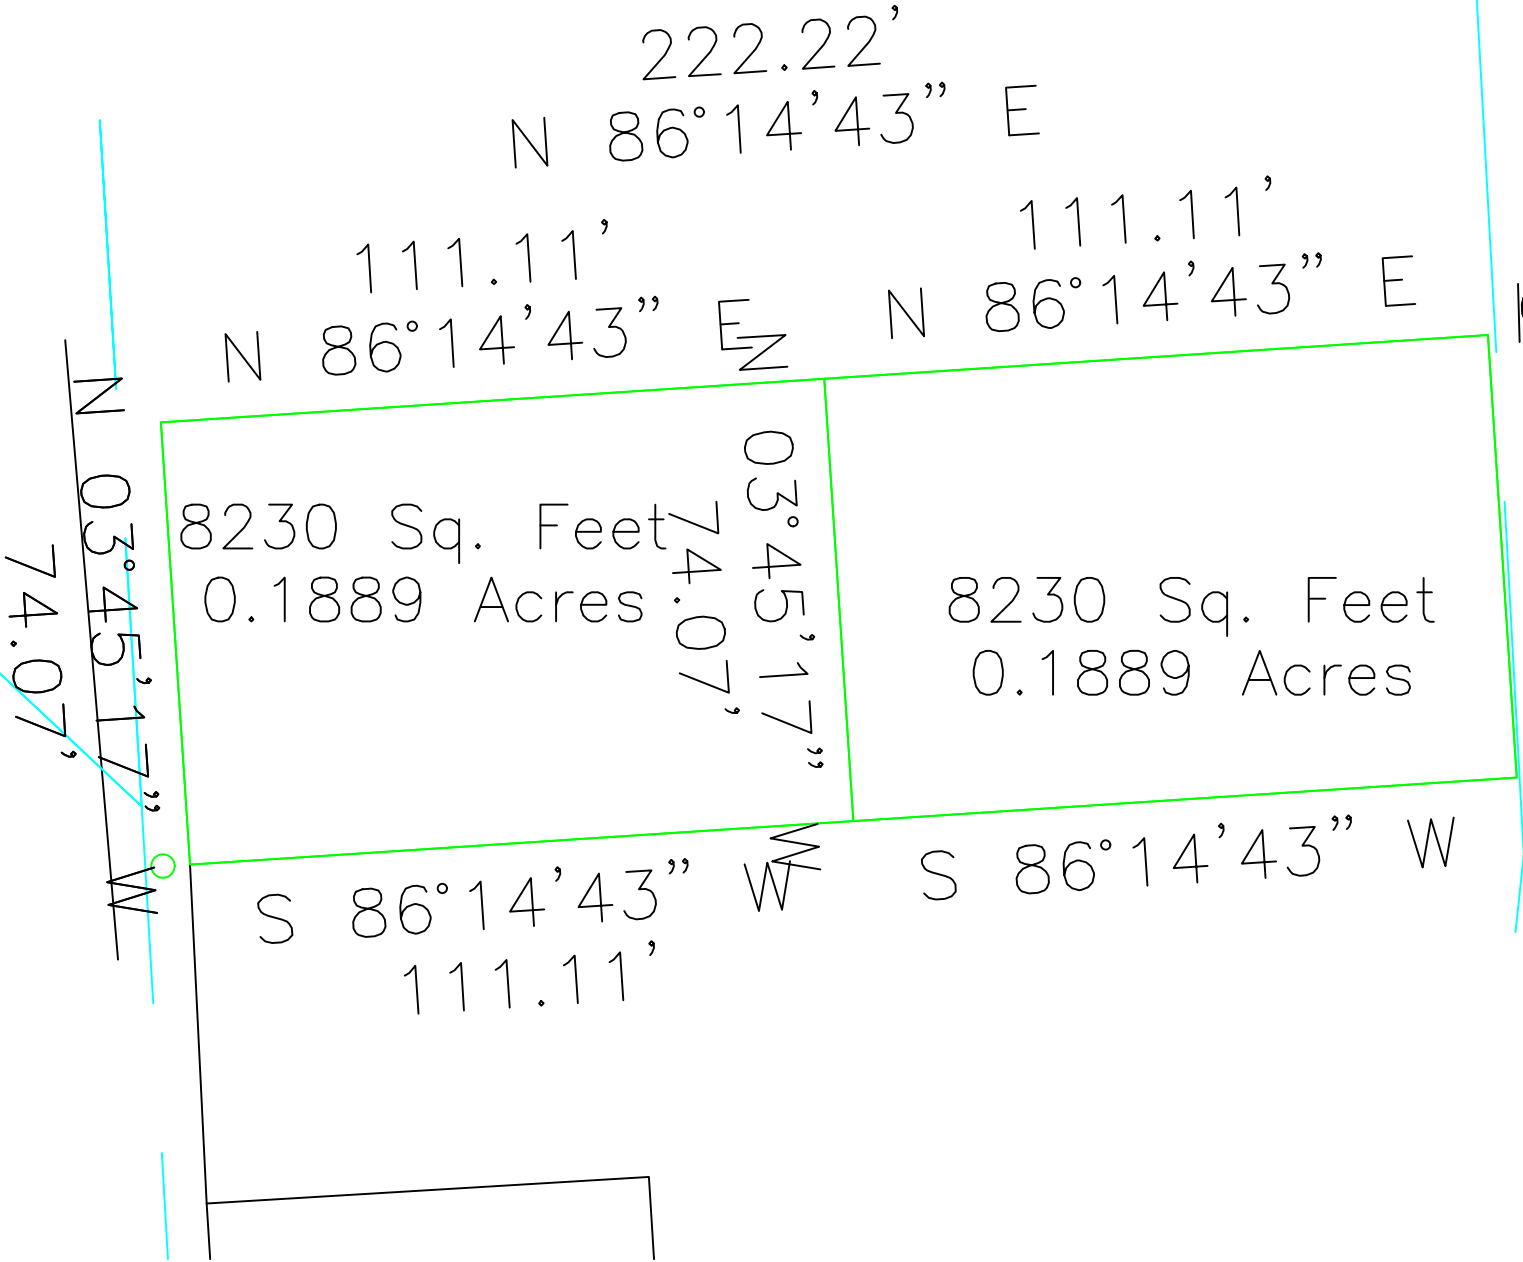 222.22'
N 86°14'43" E
111.11'
N 86°14'43" E
111.11'
N 86°14'43" E
N 03°45'17" W
74.07'
8230 Sq. Feet
0.1889 Acres
N 03°45'17" W
74.07'
8230 Sq. Feet
0.1889 Acres
S 86°14'43" W
111.11'
S 86°14'43" W